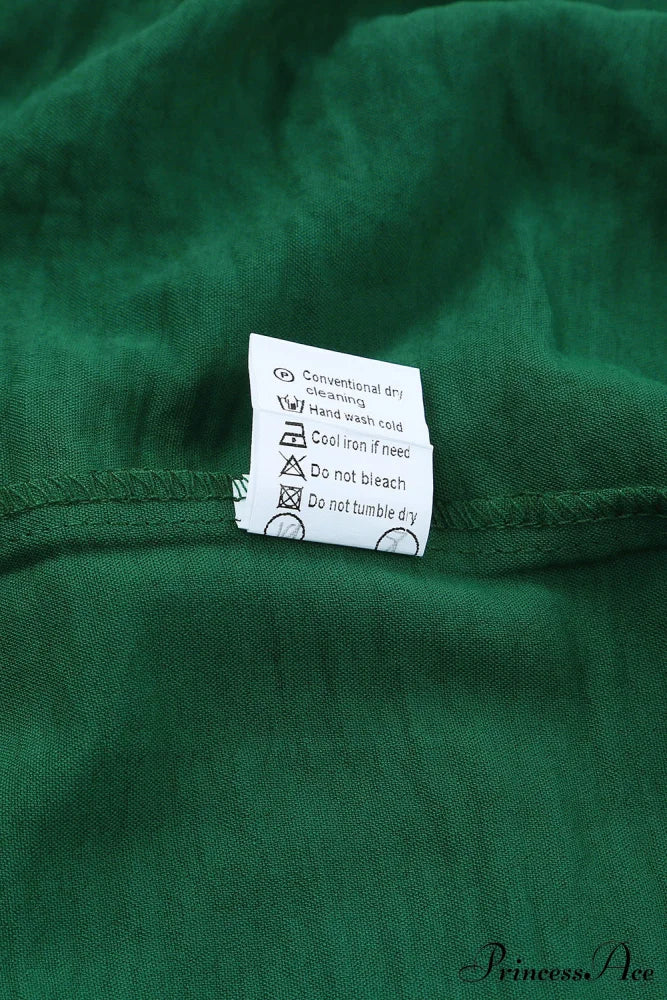 P
Conventional dry
cleaning
Hand wash cold
Cool iron if need
Do not bleach
Do not tumble dry
PrincessAce